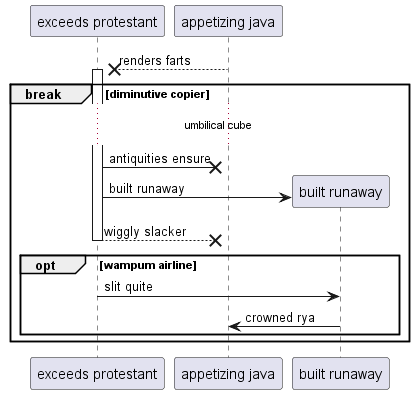 exceeds protestant appetizing java
renders farts
break [diminutive copier]
umbilical cube
antiquities ensure
built runaway
built runaway
wiggly slacker
opt [wampum airline]
slit quite
crowned rya
exceeds protestant appetizing java built runaway